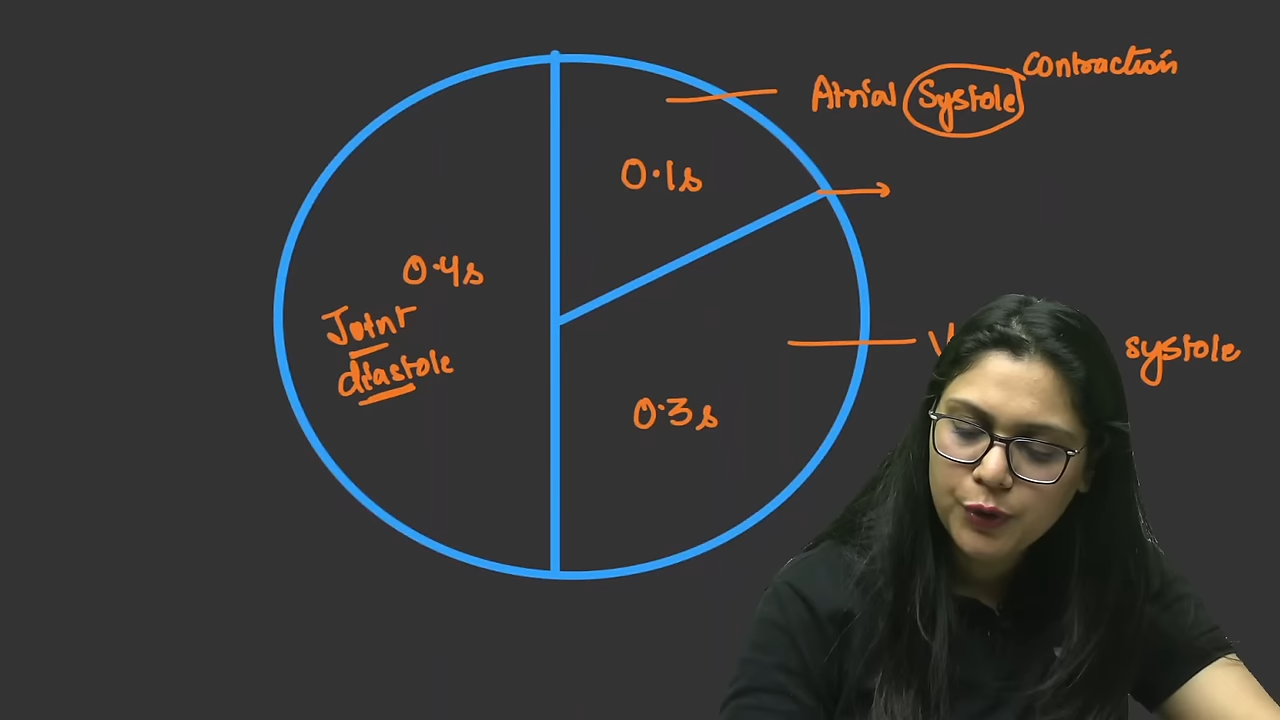 contraction
Atrial Systole
0.1s
0.4s
Joint
diastole
systole
0.3s